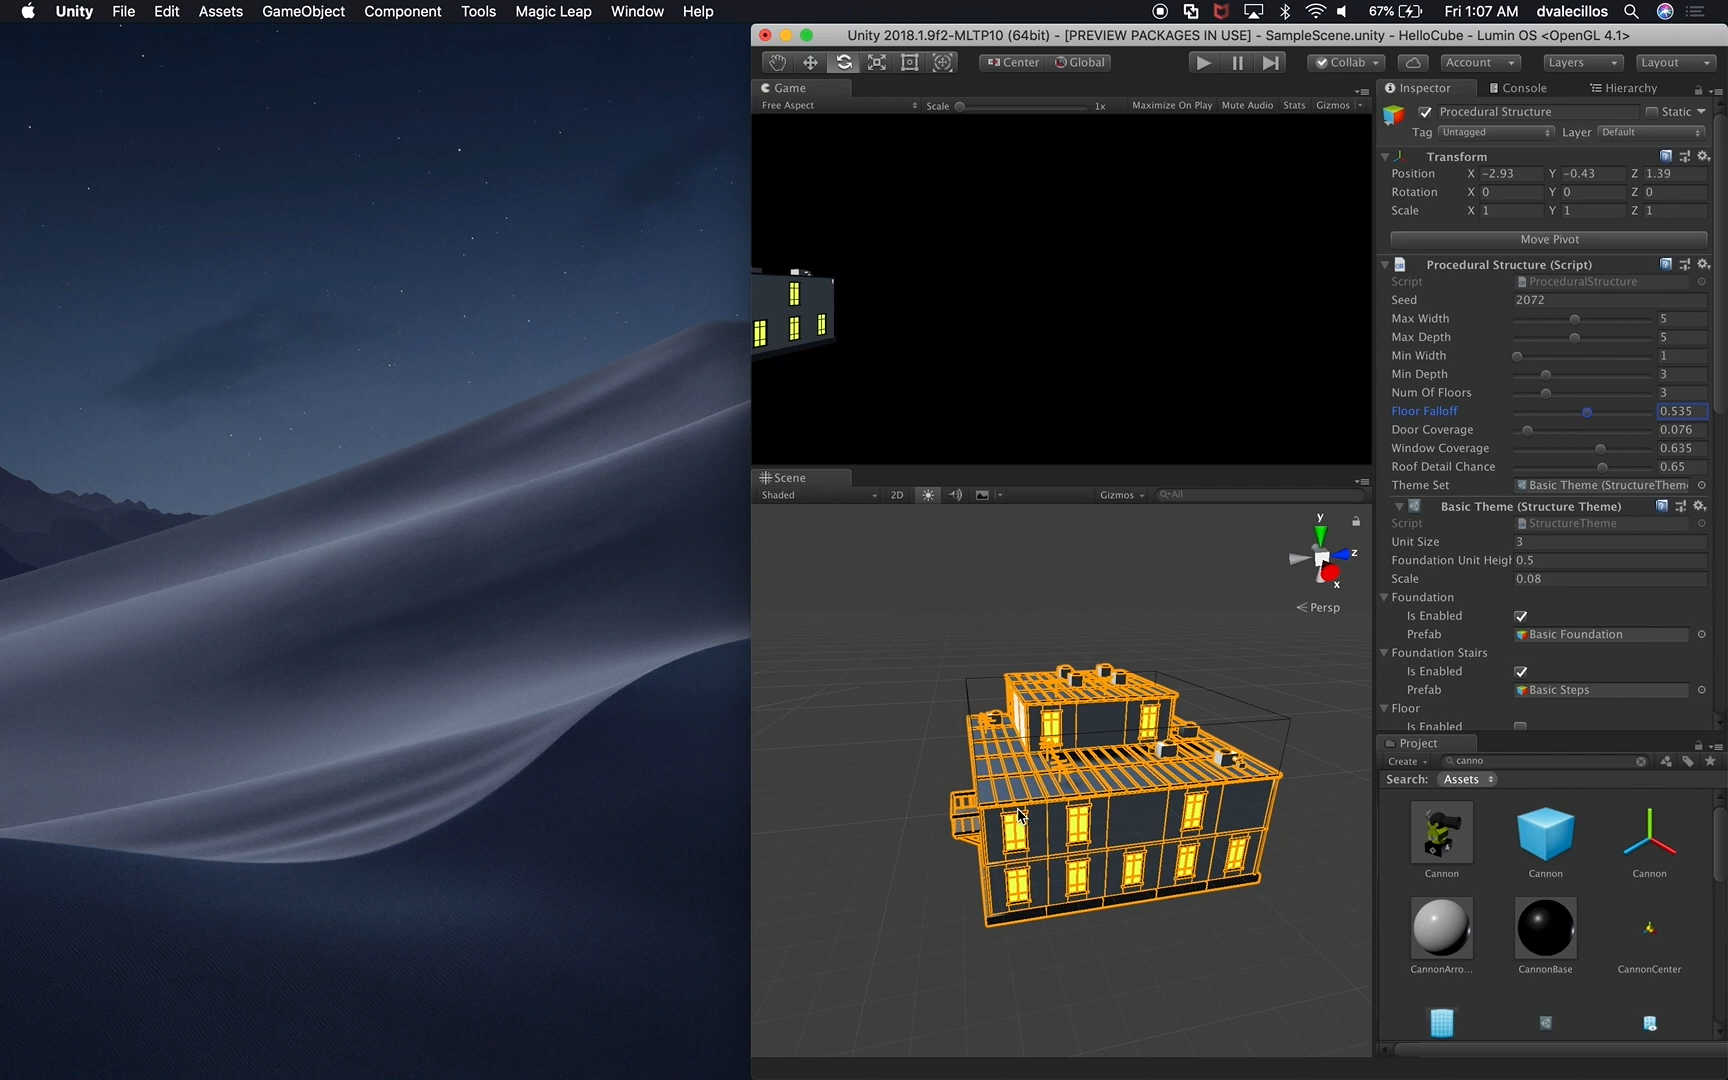 Unity File Edit Assets GameObject Component Tools Magic Leap Window Help
67% Fri 1:07 AM dvalecillos
Unity 2018.1.9f2-MLTP10 (64bit) - [PREVIEW PACKAGES IN USE] - SampleScene.unity - HelloCube - Lumin OS <OpenGL 4.1>
Center Global Collab Account Layers Layout
Game
Free Aspect Scale 1x Maximize On Play Mute Audio Stats Gizmos
Scene
Shaded 2D Gizmos All
y
z
x
Persp
Inspector Console Hierarchy
Procedural Structure Static
Tag Untagged Layer Default
Transform
Position X -2.93 Y -0.43 Z 1.39
Rotation X 0 Y 0 Z 0
Scale X 1 Y 1 Z 1
Move Pivot
Procedural Structure (Script)
Script ProceduralStructure
Seed 2072
Max Width 5
Max Depth 5
Min Width 1
Min Depth 3
Num Of Floors 3
Floor Falloff 0.535
Door Coverage 0.076
Window Coverage 0.635
Roof Detail Chance 0.65
Theme Set Basic Theme (StructureThem
Basic Theme (Structure Theme)
Script StructureTheme
Unit Size 3
Foundation Unit Heigh 0.5
Scale 0.08
Foundation
Is Enabled
Prefab Basic Foundation
Foundation Stairs
Is Enabled
Prefab Basic Steps
Floor
Is Enabled
Project
Create canno
Search: Assets
Cannon Cannon Cannon
CannonArro... CannonBase CannonCenter